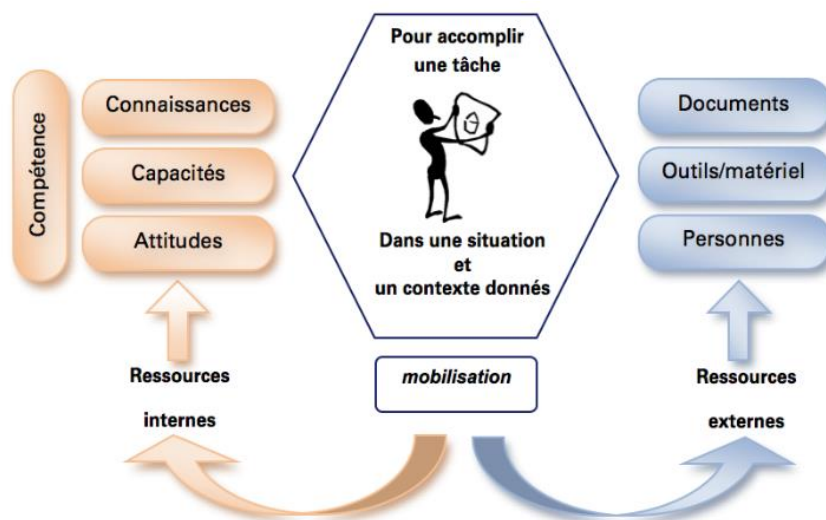 Compétence
Connaissances
Capacités
Attitudes
Ressources
internes
Pour accomplir
une tâche
Dans une situation
et
un contexte donnés
mobilisation
Documents
Outils/matériel
Personnes
Ressources
externes